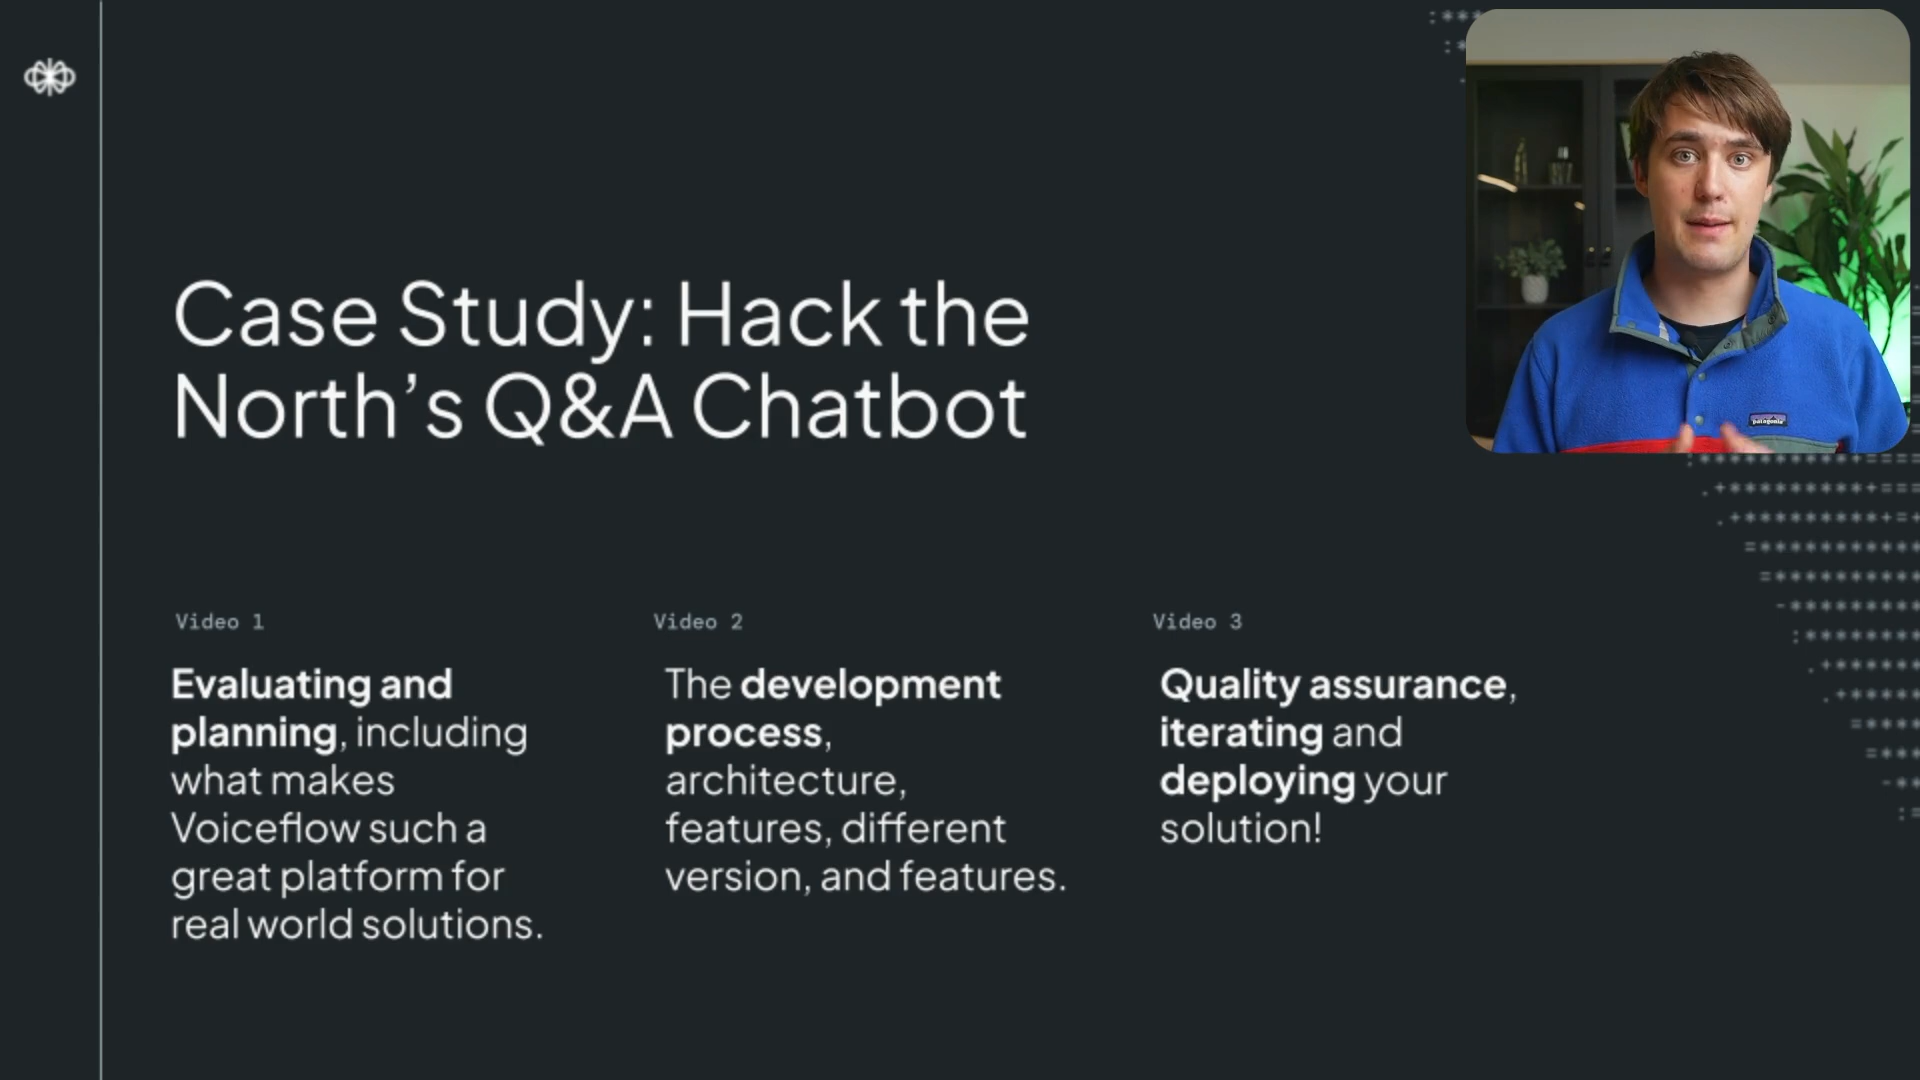 Case Study: Hack the
North’s Q&A Chatbot
Video 1
Evaluating and
planning, including
what makes
Voiceflow such a
great platform for
real world solutions.
Video 2
The development
process,
architecture,
features, different
version, and features.
Video 3
Quality assurance,
iterating and
deploying your
solution!
patagonia